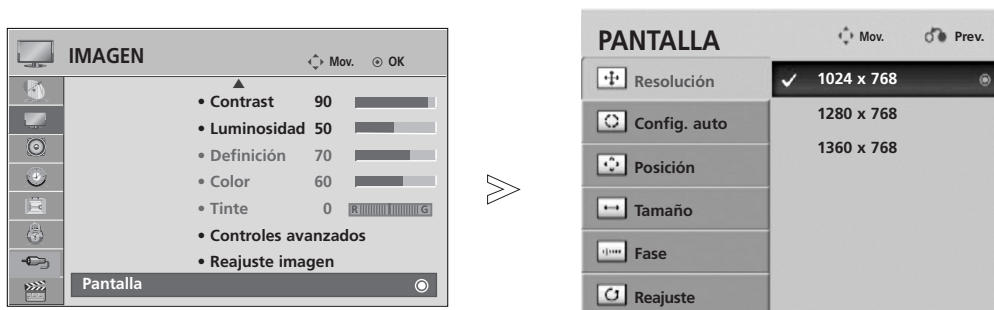 IMAGEN
Mov. OK
• Contrast 90
• Luminosidad 50
• Definición 70
• Color 60
• Tinte 0 R G
• Controles avanzados
• Reajuste imagen
Pantalla
PANTALLA
Mov. Prev.
Resolución
Config. auto
Posición
Tamaño
Fase
Reajuste
1024 x 768
1280 x 768
1360 x 768